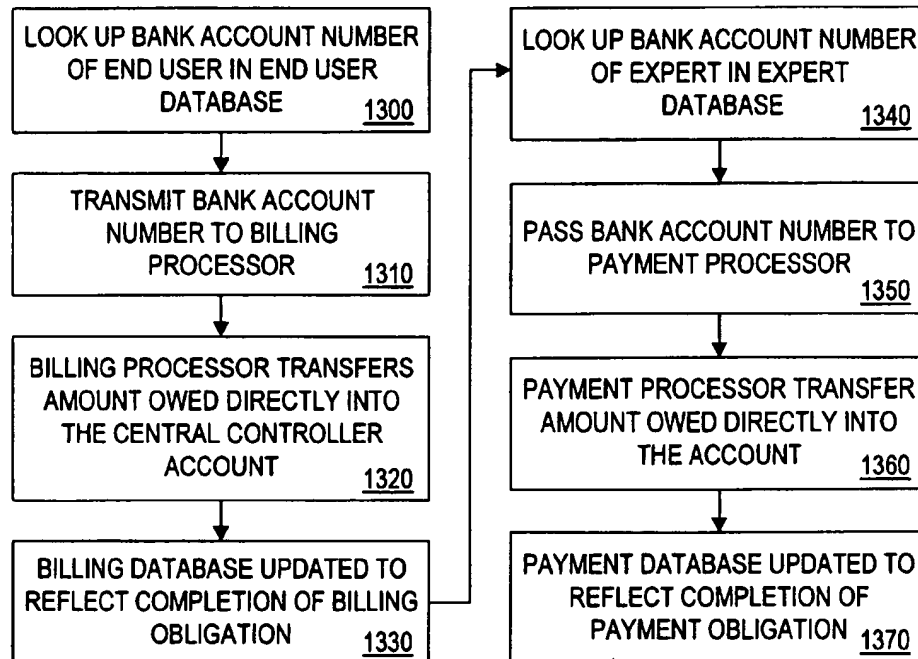 LOOK UP BANK ACCOUNT NUMBER
OF END USER IN END USER
DATABASE
1300
TRANSMIT BANK ACCOUNT
NUMBER TO BILLING
PROCESSOR
1310
BILLING PROCESSOR TRANSFERS
AMOUNT OWED DIRECTLY INTO
THE CENTRAL CONTROLLER
ACCOUNT
1320
BILLING DATABASE UPDATED TO
REFLECT COMPLETION OF BILLING
OBLIGATION
1330
LOOK UP BANK ACCOUNT NUMBER
OF EXPERT IN EXPERT
DATABASE
1340
PASS BANK ACCOUNT NUMBER TO
PAYMENT PROCESSOR
1350
PAYMENT PROCESSOR TRANSFER
AMOUNT OWED DIRECTLY INTO
THE ACCOUNT
1360
PAYMENT DATABASE UPDATED TO
REFLECT COMPLETION OF
PAYMENT OBLIGATION
1370